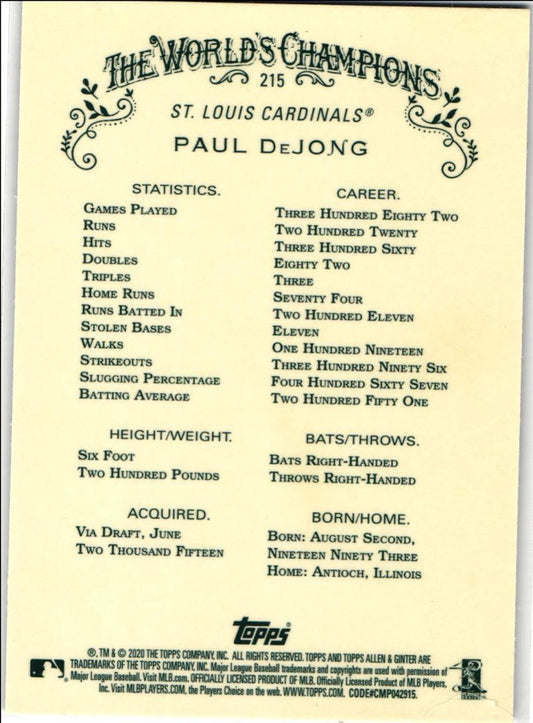 THE WORLD'S CHAMPIONS
215
ST. LOUIS CARDINALS®
PAUL DEJONG
STATISTICS. CAREER.
GAMES PLAYED THREE HUNDRED EIGHTY TWO
RUNS TWO HUNDRED TWENTY
HITS THREE HUNDRED SIXTY
DOUBLES EIGHTY TWO
TRIPLES THREE
HOME RUNS SEVENTY FOUR
RUNS BATTED IN TWO HUNDRED ELEVEN
STOLEN BASES ELEVEN
WALKS ONE HUNDRED NINETEEN
STRIKEOUTS THREE HUNDRED NINETY SIX
SLUGGING PERCENTAGE FOUR HUNDRED SIXTY SEVEN
BATTING AVERAGE TWO HUNDRED FIFTY ONE
HEIGHT/WEIGHT.
SIX FOOT
TWO HUNDRED POUNDS
BATS/THROWS.
BATS RIGHT-HANDED
THROWS RIGHT-HANDED
ACQUIRED.
VIA DRAFT, JUNE
TWO THOUSAND FIFTEEN
BORN/HOME.
BORN: AUGUST SECOND,
NINETEEN NINETY THREE
HOME: ANTIOCH, ILLINOIS
TOPPS®
®, TM & © 2020 THE TOPPS COMPANY, INC. ALL RIGHTS RESERVED. TOPPS AND TOPPS ALLEN & GINTER ARE
TRADEMARKS OF THE TOPPS COMPANY, INC. Major League Baseball trademarks and copyrights are used with permission of
Major League Baseball. Visit MLB.com. OFFICIALLY LICENSED PRODUCT OF MLB. Officially Licensed Product of MLB Players,
Inc. Visit MLBPLAYERS.COM, the Players Choice on the web. WWW.TOPPS.COM. CODE#CMP042915.